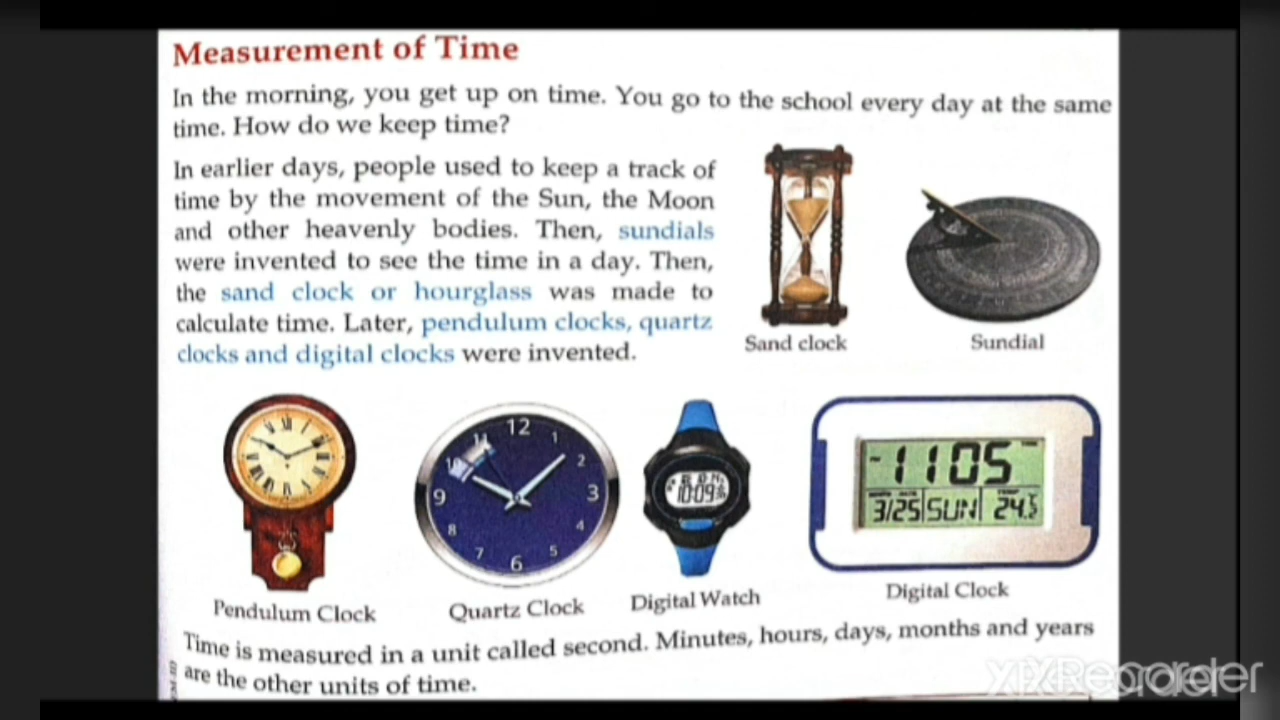 Measurement of Time
In the morning, you get up on time. You go to the school every day at the same
time. How do we keep time?
In earlier days, people used to keep a track of
time by the movement of the Sun, the Moon
and other heavenly bodies. Then, sundials
were invented to see the time in a day. Then,
the sand clock or hourglass was made to
calculate time. Later, pendulum clocks, quartz
clocks and digital clocks were invented.
Sand clock
Sundial
12
1
2
3
4
5
6
7
8
9
10
11
10:09
1105
3/25 SUN 24.5
Pendulum Clock
Quartz Clock
Digital Watch
Digital Clock
Time is measured in a unit called second. Minutes, hours, days, months and years
are the other units of time.